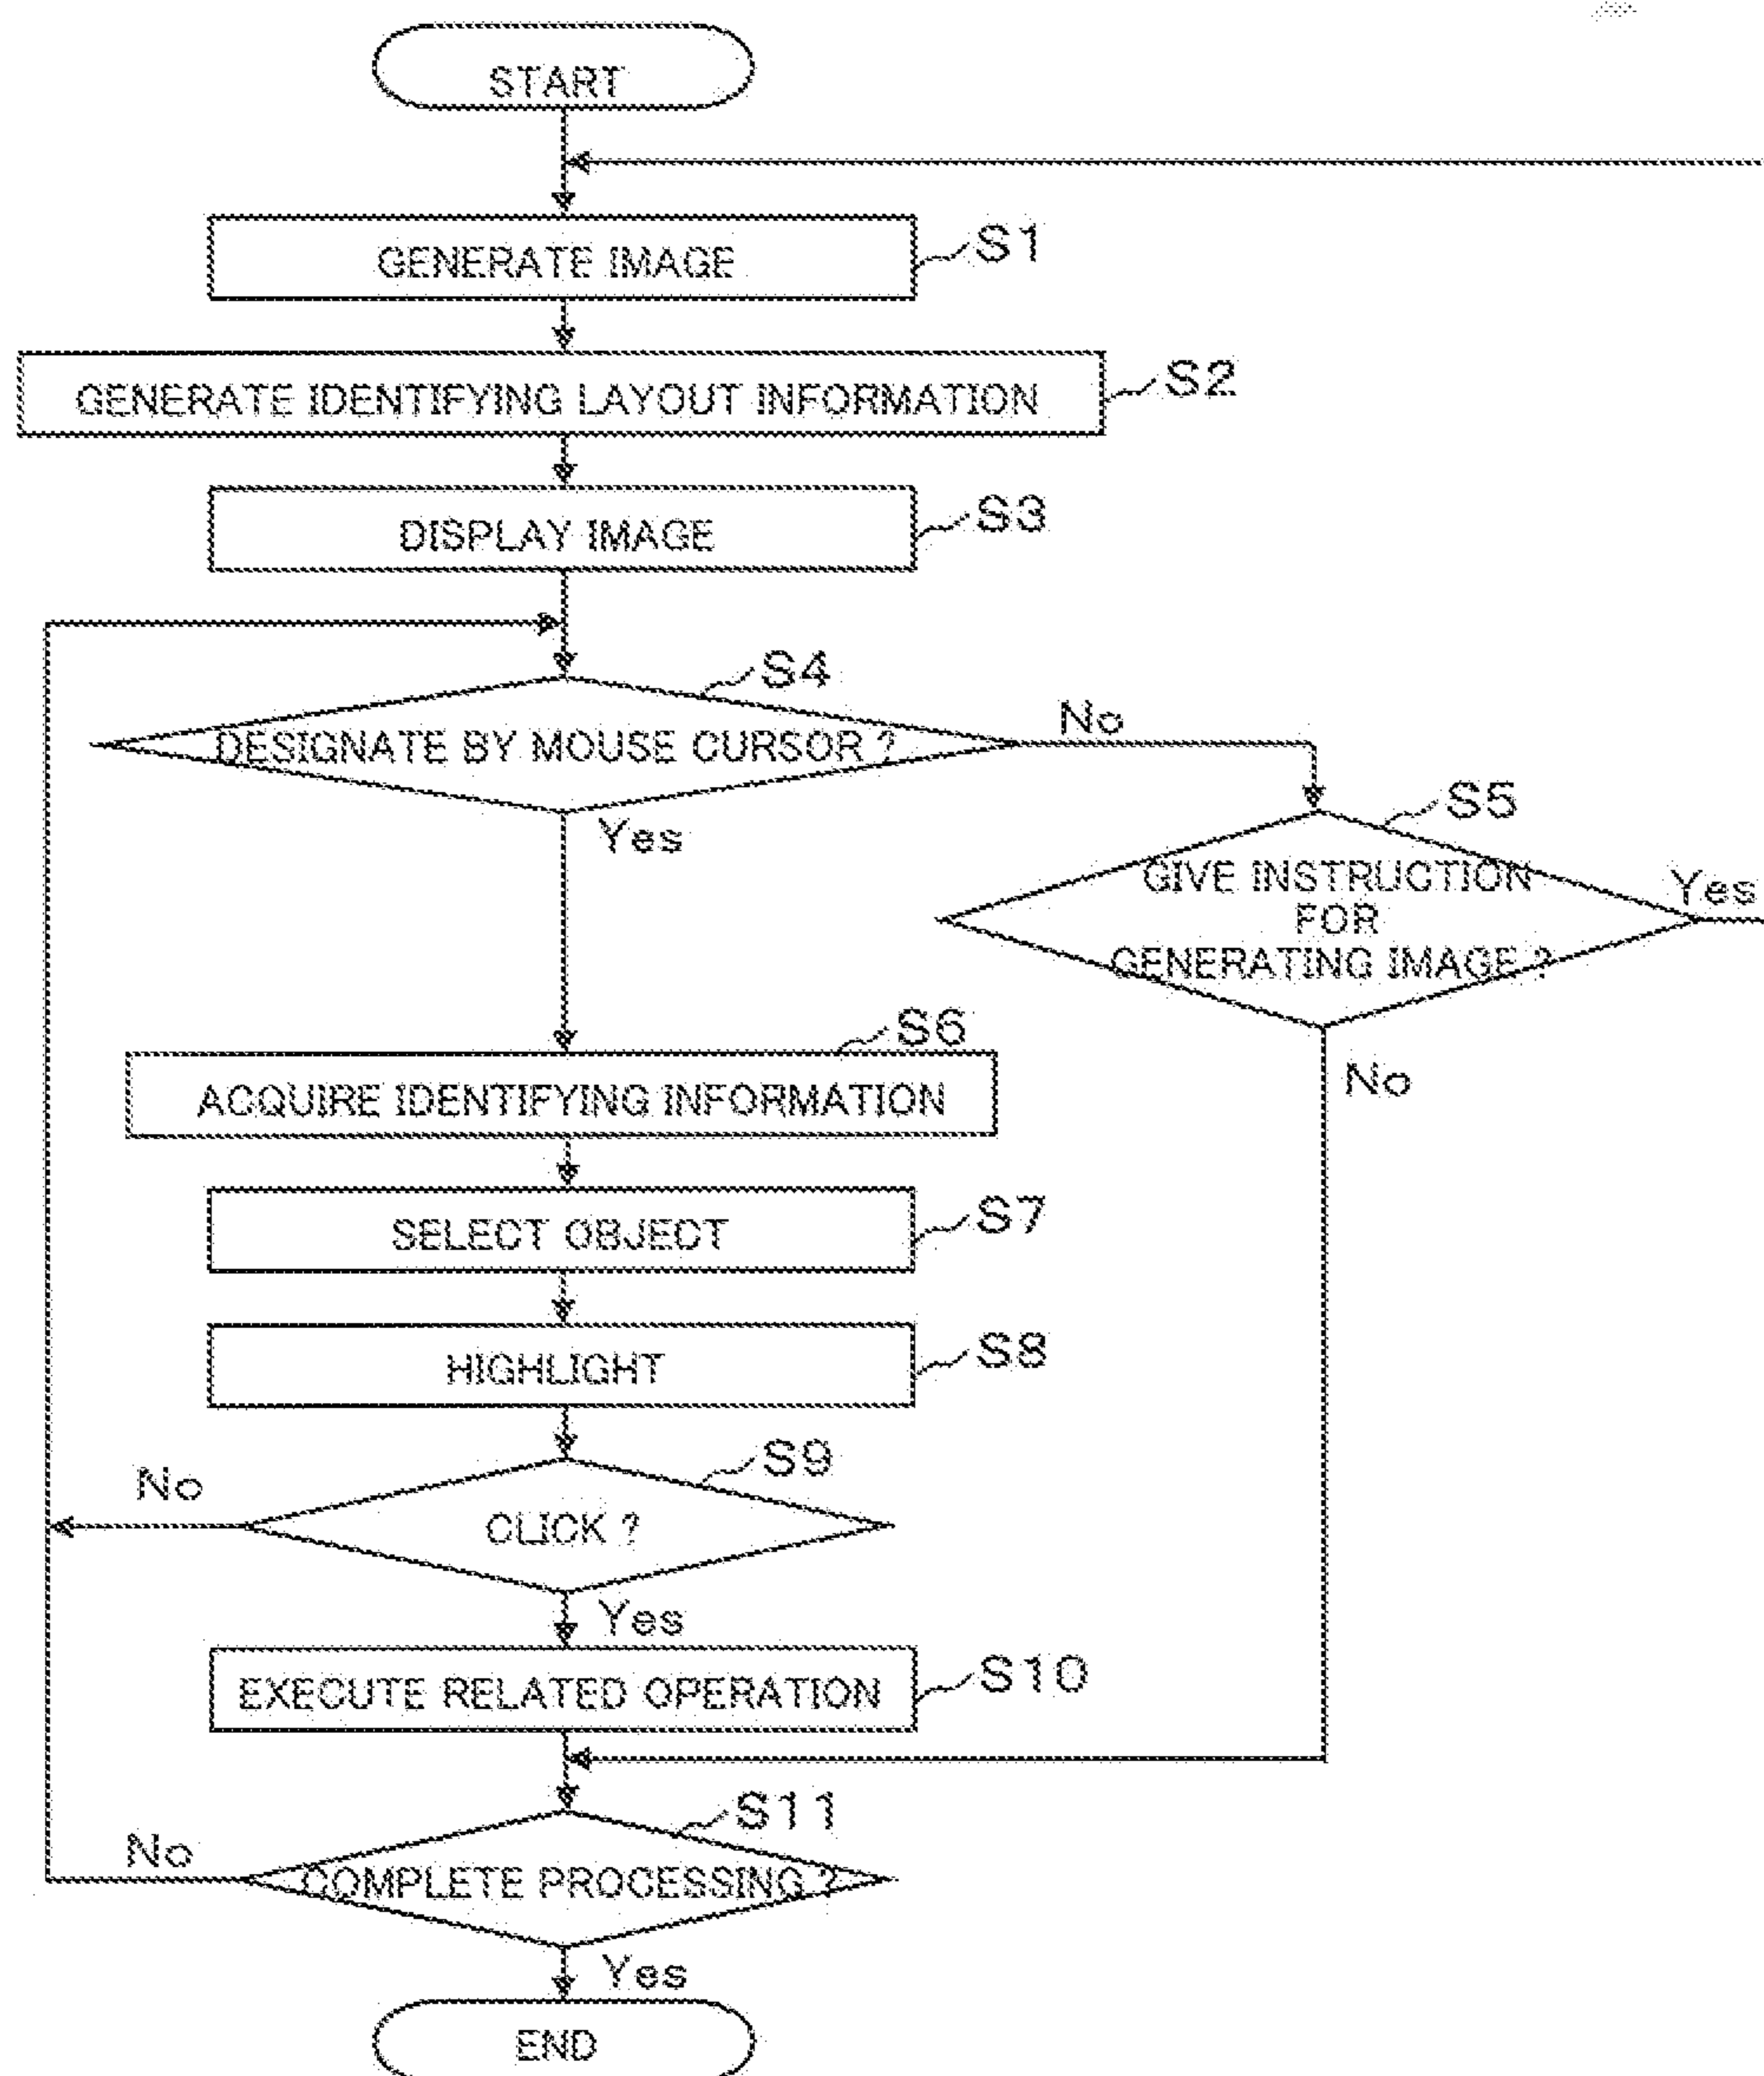 START
GENERATE IMAGE
S1
GENERATE IDENTIFYING LAYOUT INFORMATION
S2
DISPLAY IMAGE
S3
S4
DESIGNATE BY MOUSE CURSOR ?
No
Yes
S5
GIVE INSTRUCTION
FOR
GENERATING IMAGE ?
Yes
No
S6
ACQUIRE IDENTIFYING INFORMATION
SELECT OBJECT
S7
HIGHLIGHT
S8
S9
CLICK ?
No
Yes
EXECUTE RELATED OPERATION
S10
S11
COMPLETE PROCESSING ?
No
Yes
END